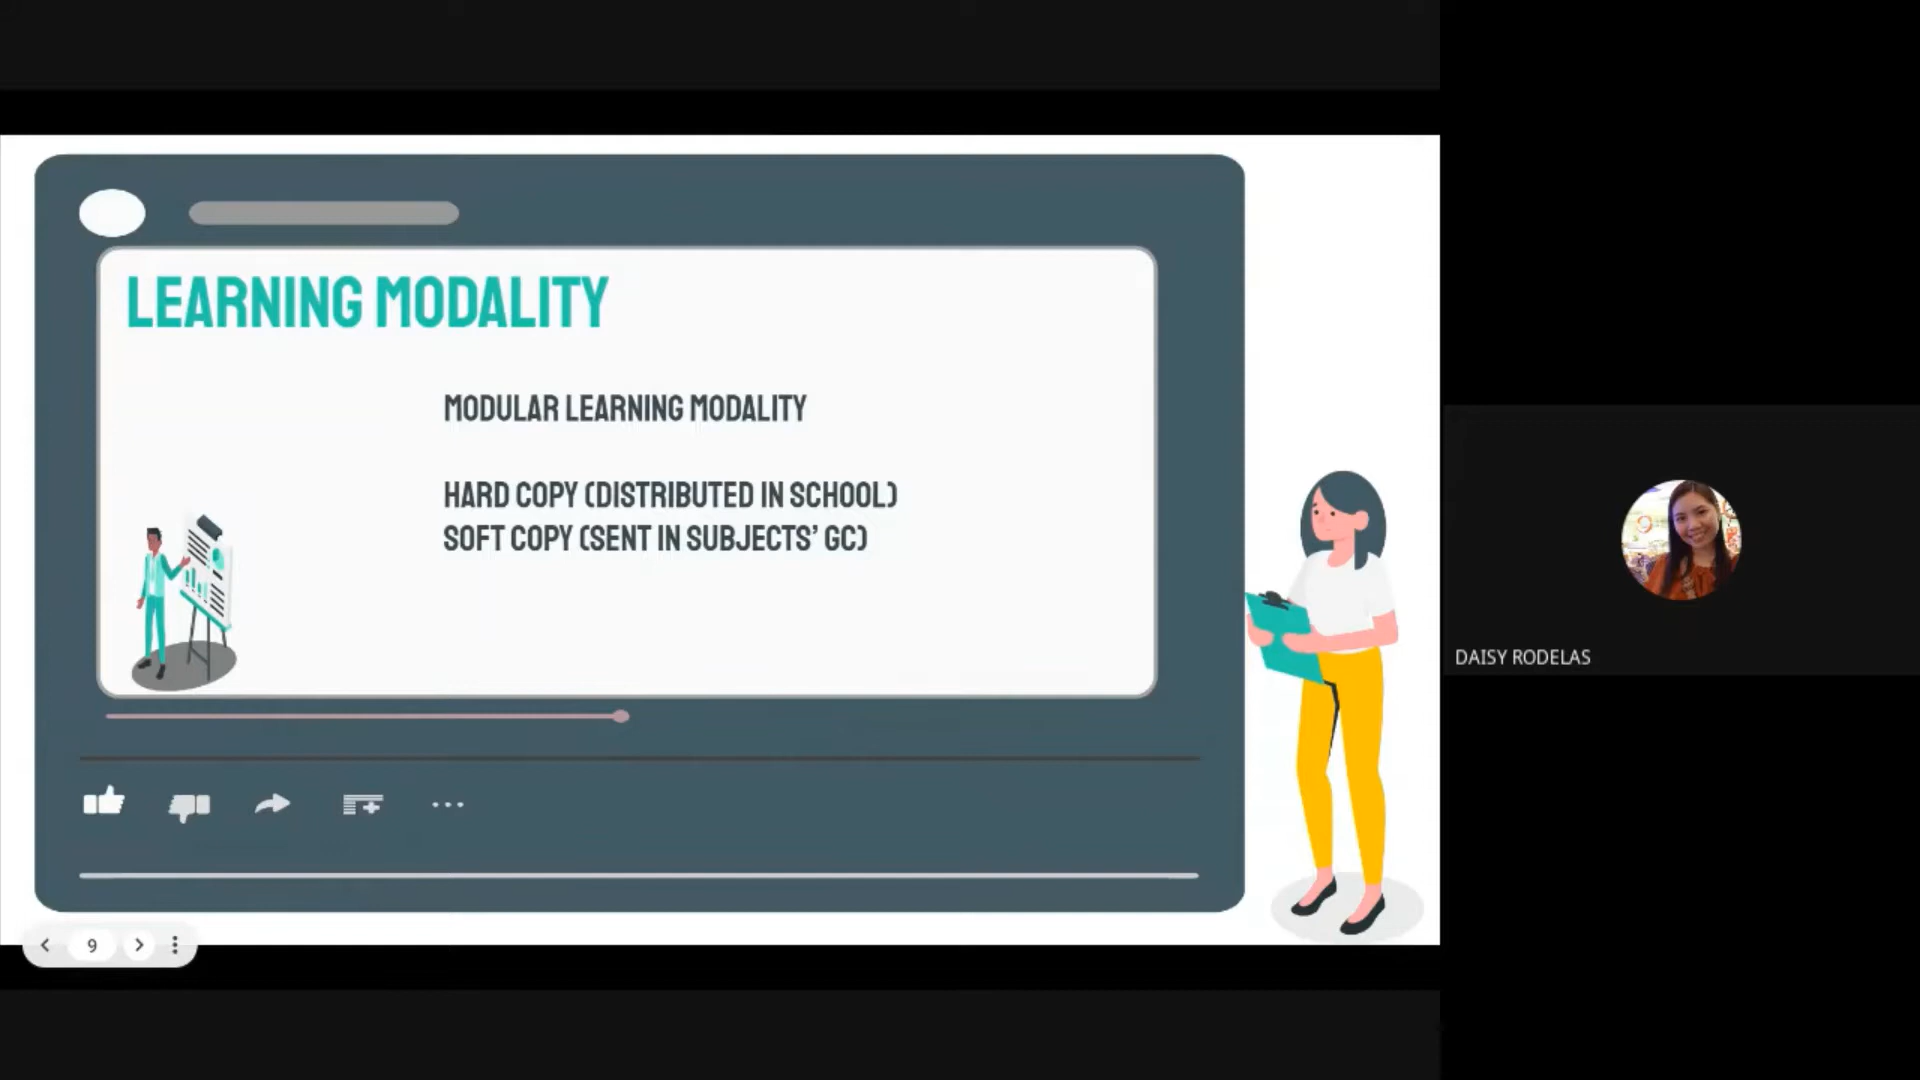 LEARNING MODALITY
MODULAR LEARNING MODALITY
HARD COPY (DISTRIBUTED IN SCHOOL)
SOFT COPY (SENT IN SUBJECTS' GC)
9
DAISY RODELAS